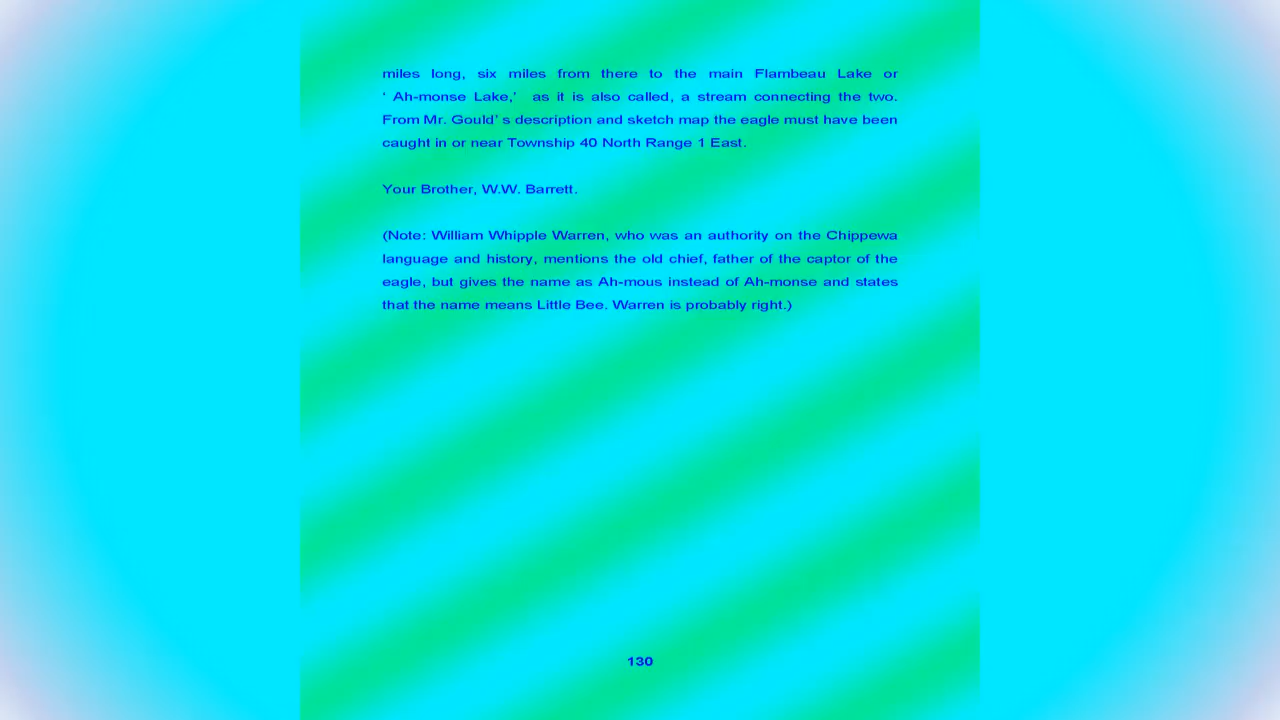 miles long, six miles from there to the main Flambeau Lake or
' Ah-monse Lake,' as it is also called, a stream connecting the two.
From Mr. Gould' s description and sketch map the eagle must have been
caught in or near Township 40 North Range 1 East.
Your Brother, W.W. Barrett.
(Note: William Whipple Warren, who was an authority on the Chippewa
language and history, mentions the old chief, father of the captor of the
eagle, but gives the name as Ah-mous instead of Ah-monse and states
that the name means Little Bee. Warren is probably right.)
130